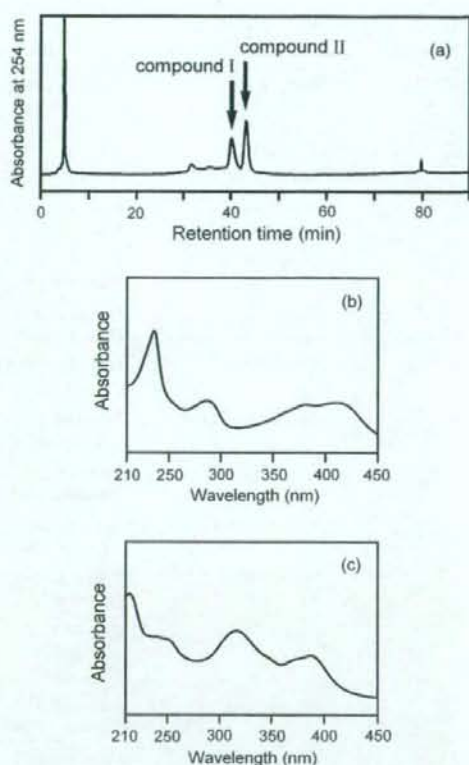 (a)
compound II
compound I
Absorbance at 254 nm
0 20 40 60 80
Retention time (min)
(b)
Absorbance
210 250 300 350 400 450
Wavelength (nm)
(c)
Absorbance
210 250 300 350 400 450
Wavelength (nm)